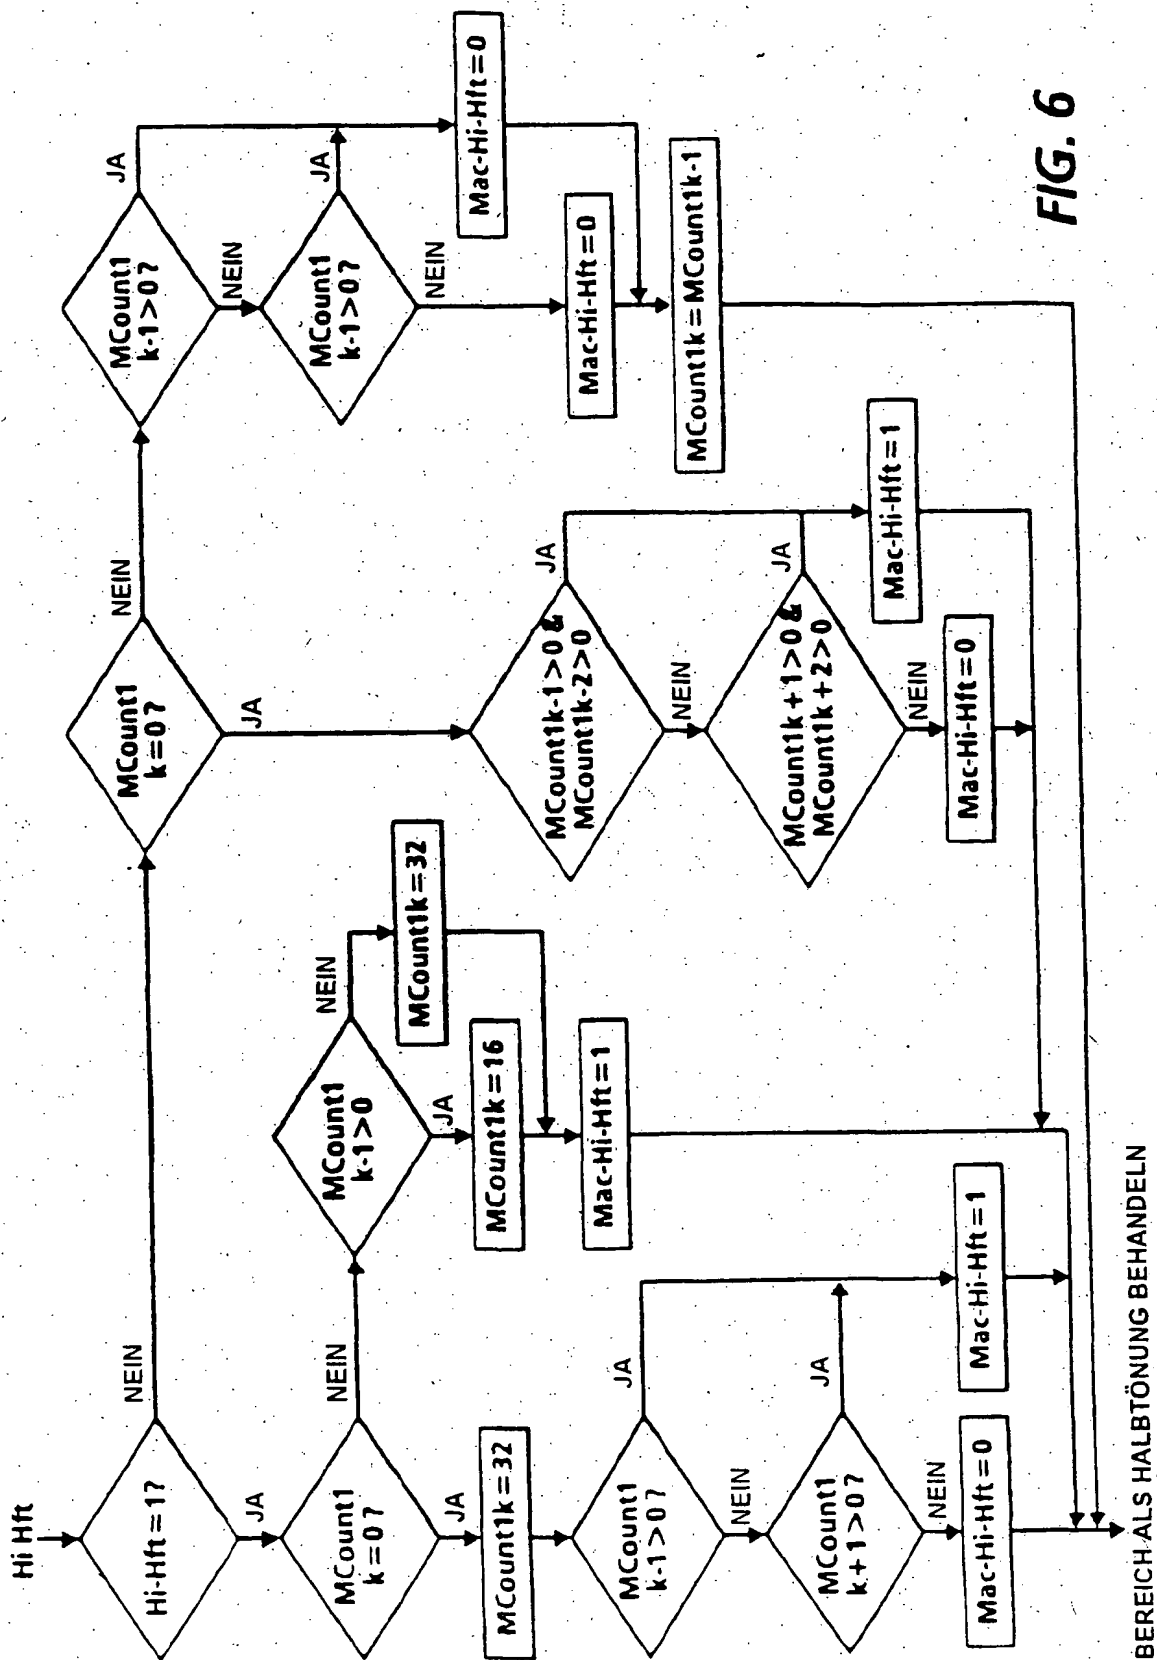 Hi Hft
Hi-Hft=1?
NEIN
JA
MCount1
k=0?
NEIN
JA
MCount1k=32
MCount1
k-1>0?
JA
NEIN
MCount1
k+1>0?
JA
NEIN
Mac-Hi-Hft=0
Mac-Hi-Hft=1
MCount1
k-1>0
NEIN
JA
MCount1k=32
MCount1k=16
Mac-Hi-Hft=1
MCount1
k=0?
NEIN
JA
MCount1k-1>0 &
MCount1k-2>0
JA
NEIN
MCount1k+1>0 &
MCount1k+2>0
JA
NEIN
Mac-Hi-Hft=1
Mac-Hi-Hft=0
MCount1
k-1>0?
JA
NEIN
MCount1
k-1>0?
JA
NEIN
Mac-Hi-Hft=0
Mac-Hi-Hft=0
MCount1k=MCount1k-1
BEREICH ALS HALBTÖNUNG BEHANDELN
FIG. 6